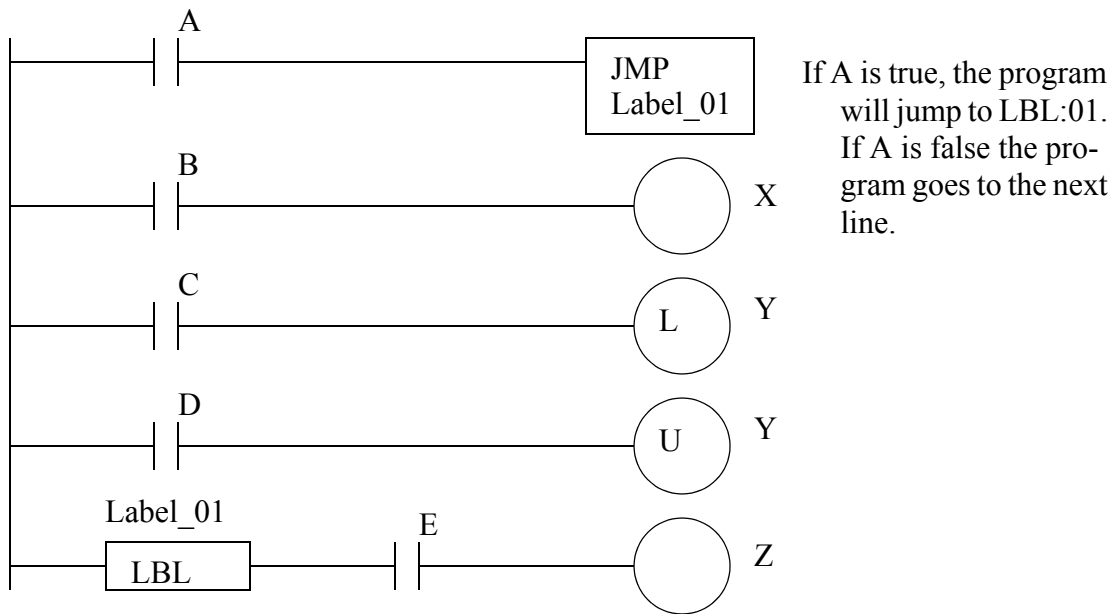 A
JMP
Label_01
If A is true, the program
will jump to LBL:01.
If A is false the pro-
gram goes to the next
line.
B
X
C
L
Y
D
U
Y
Label_01
LBL
E
Z